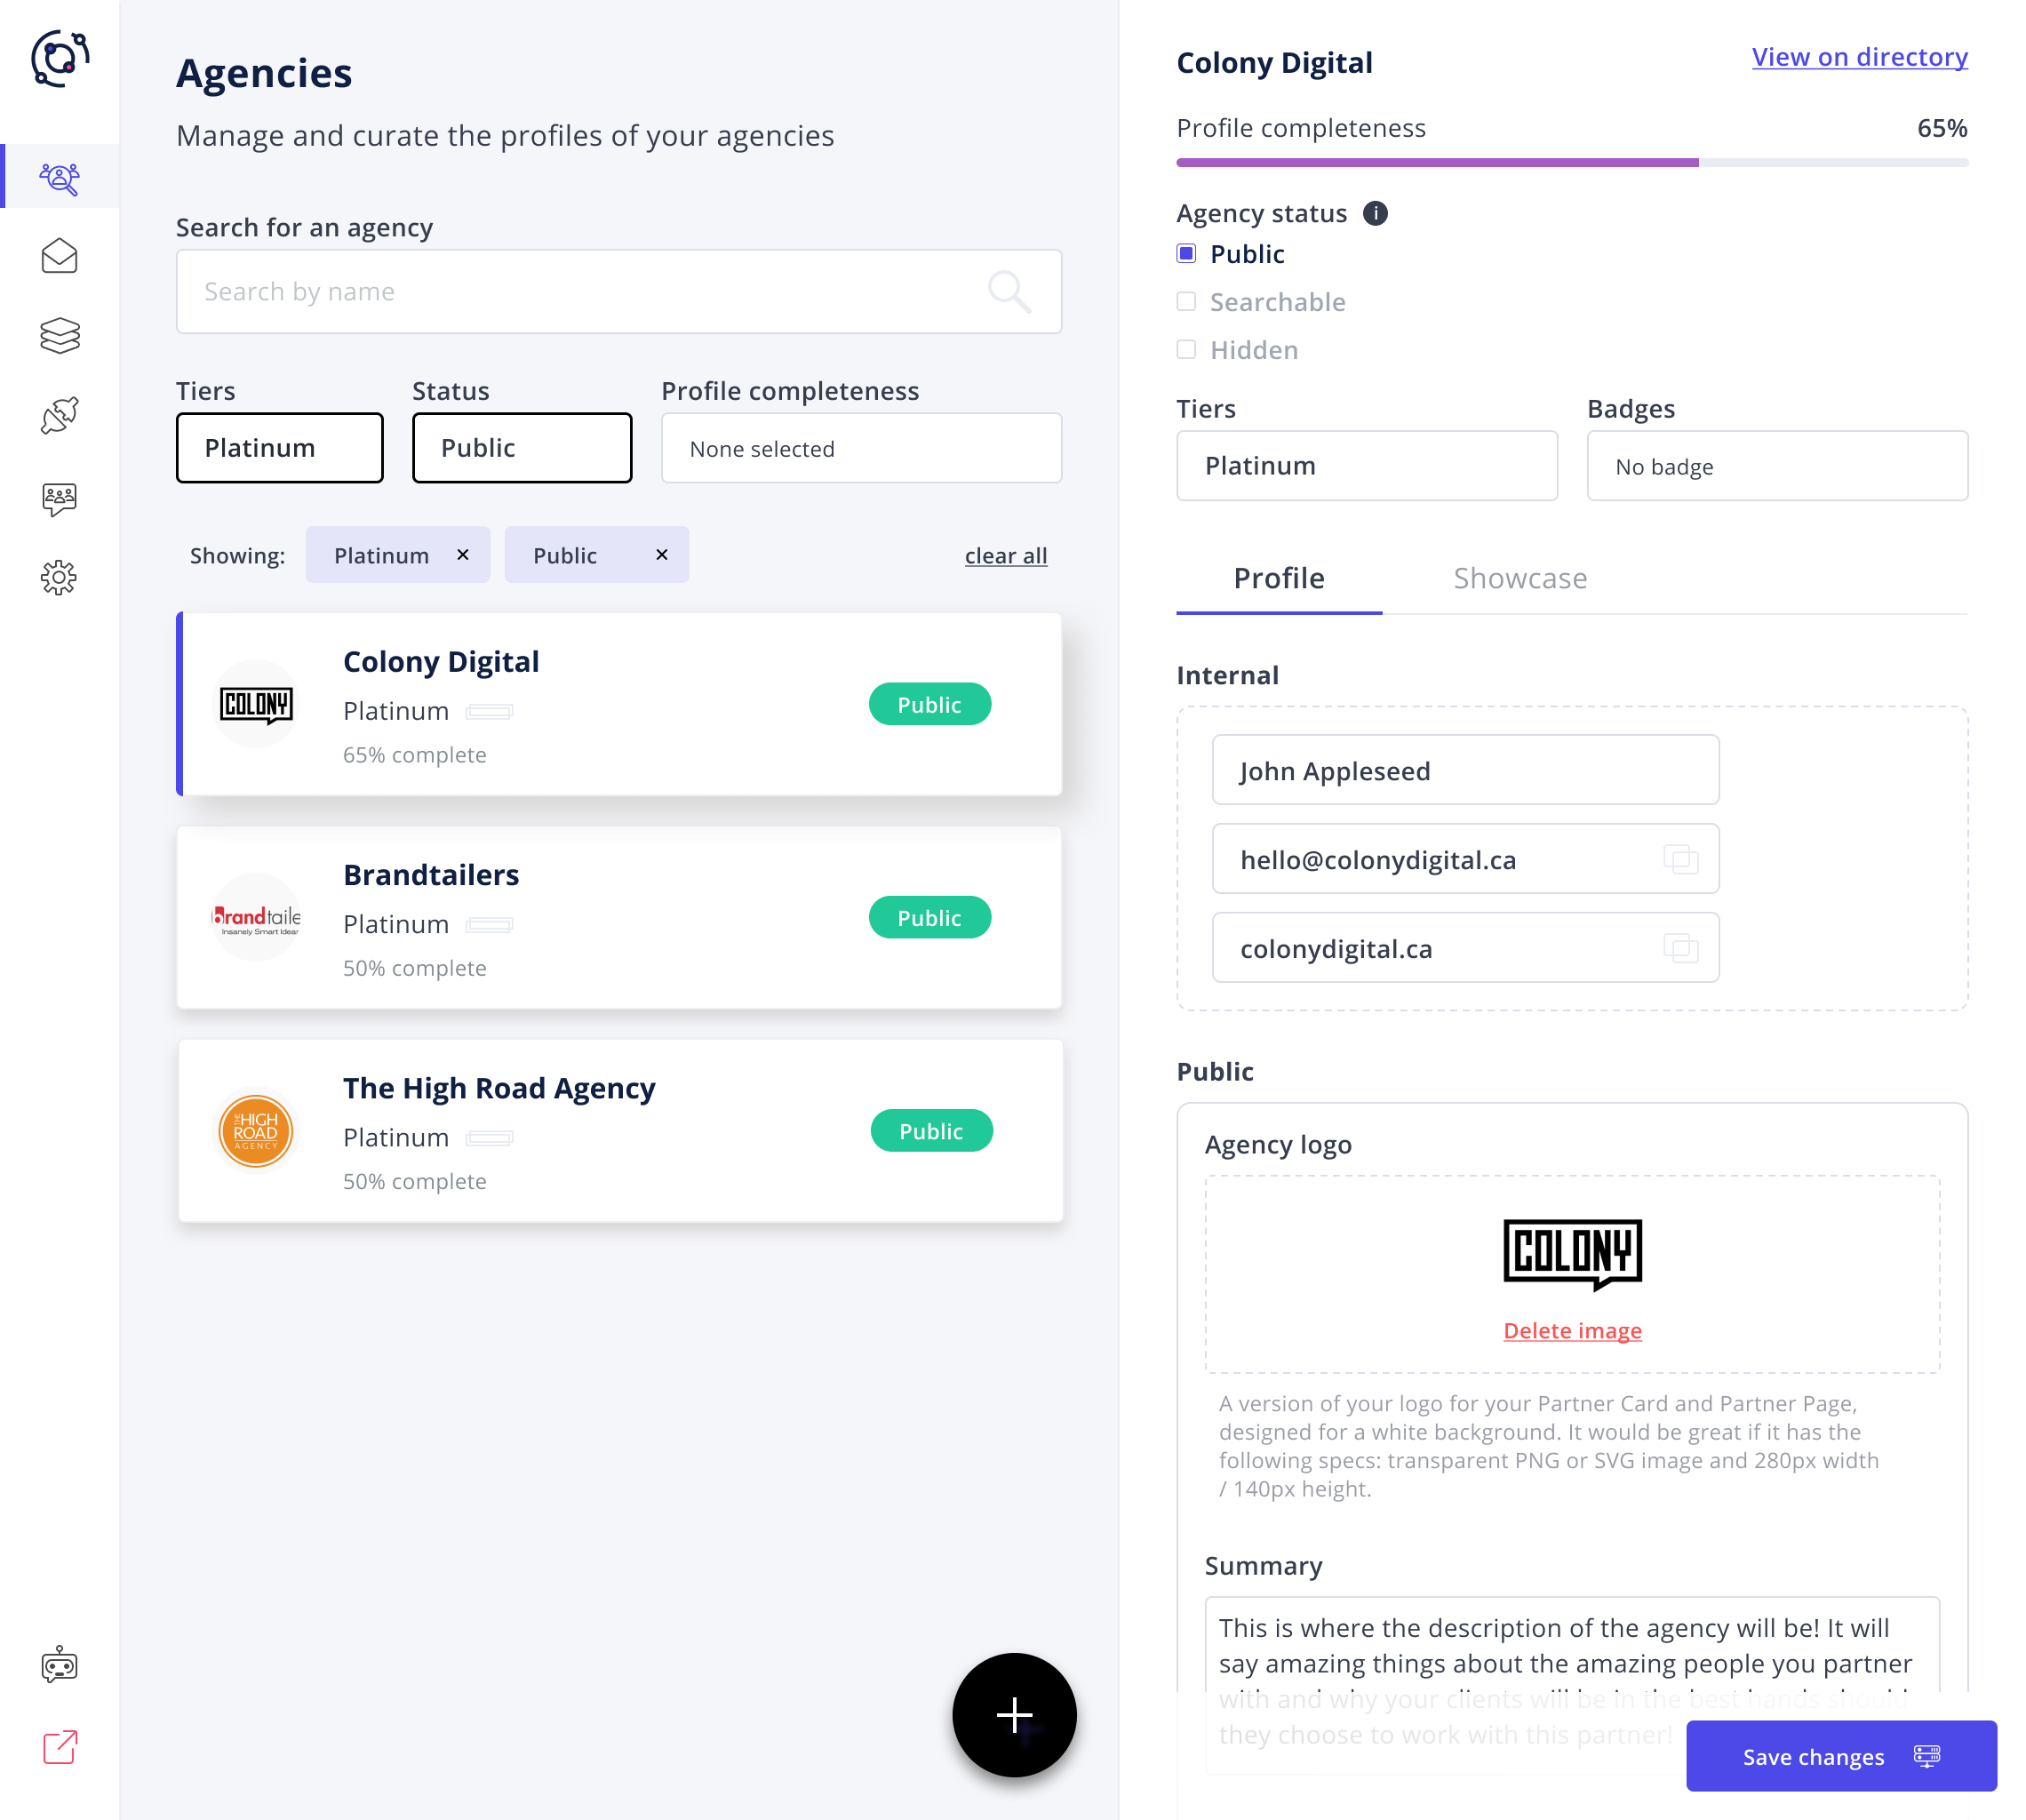 Agencies
Manage and curate the profiles of your agencies
Search for an agency
Search by name
Tiers
Status
Profile completeness
Platinum
Public
None selected
Showing:
Platinum
Public
clear all
COLONY
Colony Digital
Platinum
65% complete
Public
brandtaile
Insanely Smart Idea
Brandtailers
Platinum
50% complete
Public
THE HIGH
ROAD
AGENCY
The High Road Agency
Platinum
50% complete
Public
Colony Digital
View on directory
Profile completeness
65%
Agency status
i
Public
Searchable
Hidden
Tiers
Badges
Platinum
No badge
Profile
Showcase
Internal
John Appleseed
hello@colonydigital.ca
colonydigital.ca
Public
Agency logo
COLONY
Delete image
A version of your logo for your Partner Card and Partner Page,
designed for a white background. It would be great if it has the
following specs: transparent PNG or SVG image and 280px width
/ 140px height.
Summary
This is where the description of the agency will be! It will
say amazing things about the amazing people you partner
with and why your clients will be in the best hands should
they choose to work with this partner!
Save changes